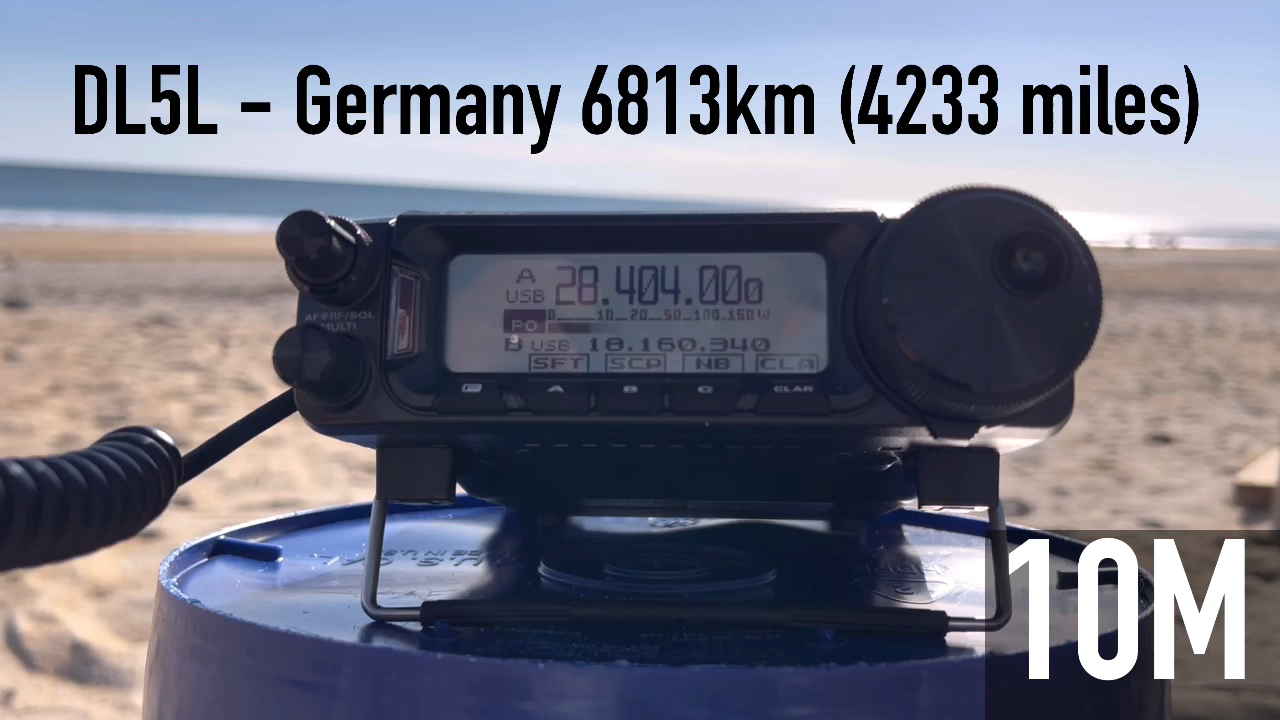 DL5L – Germany 6813km (4233 miles)
A 28.404.000
USB
0 10 20 50 100 150 W
AF⊕RF/SQL
MULTI
PO
3
B USB 18.160.340
SFT SCP NB CLA
F A B C CLAR
10M